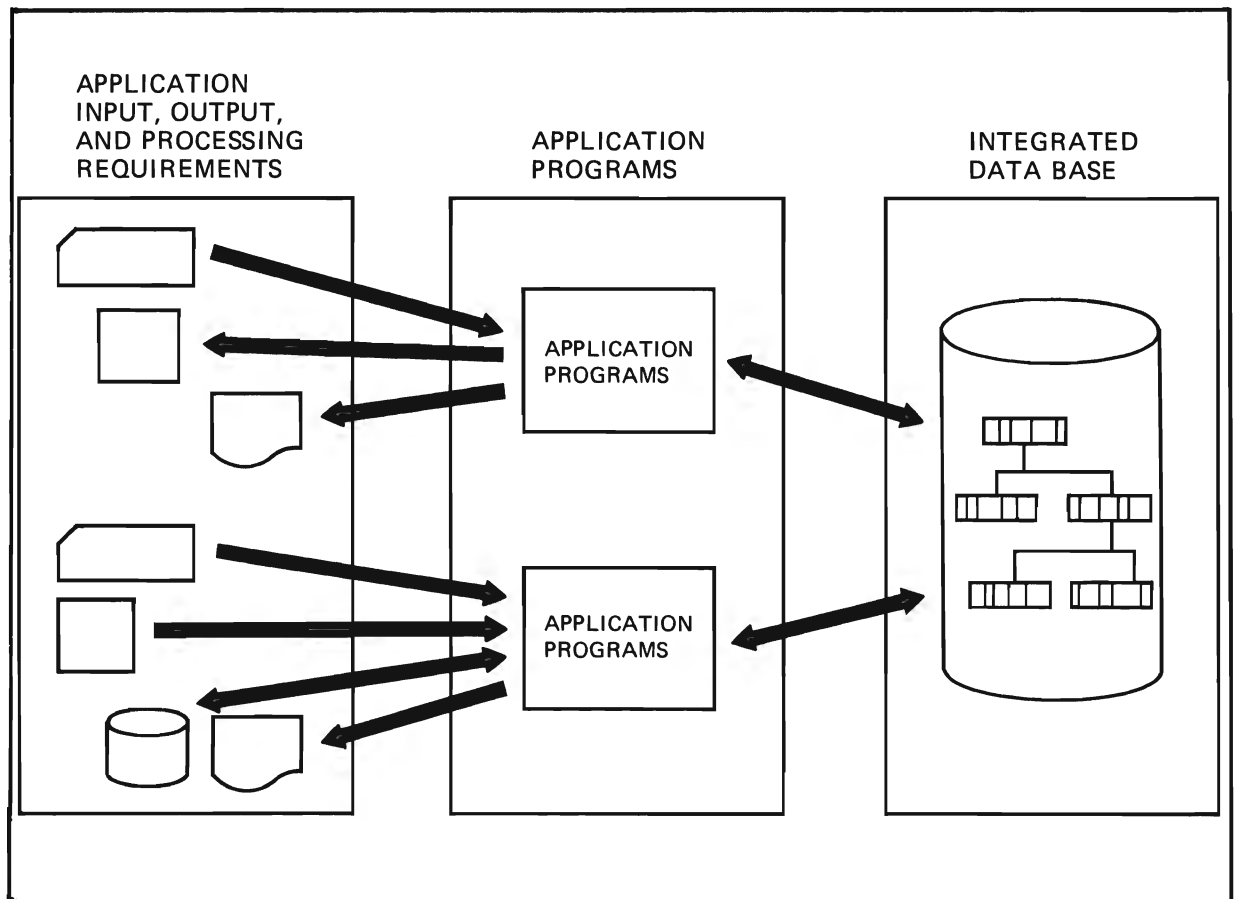 APPLICATION
INPUT, OUTPUT,
AND PROCESSING
REQUIREMENTS
APPLICATION
PROGRAMS
INTEGRATED
DATA BASE
APPLICATION
PROGRAMS
APPLICATION
PROGRAMS